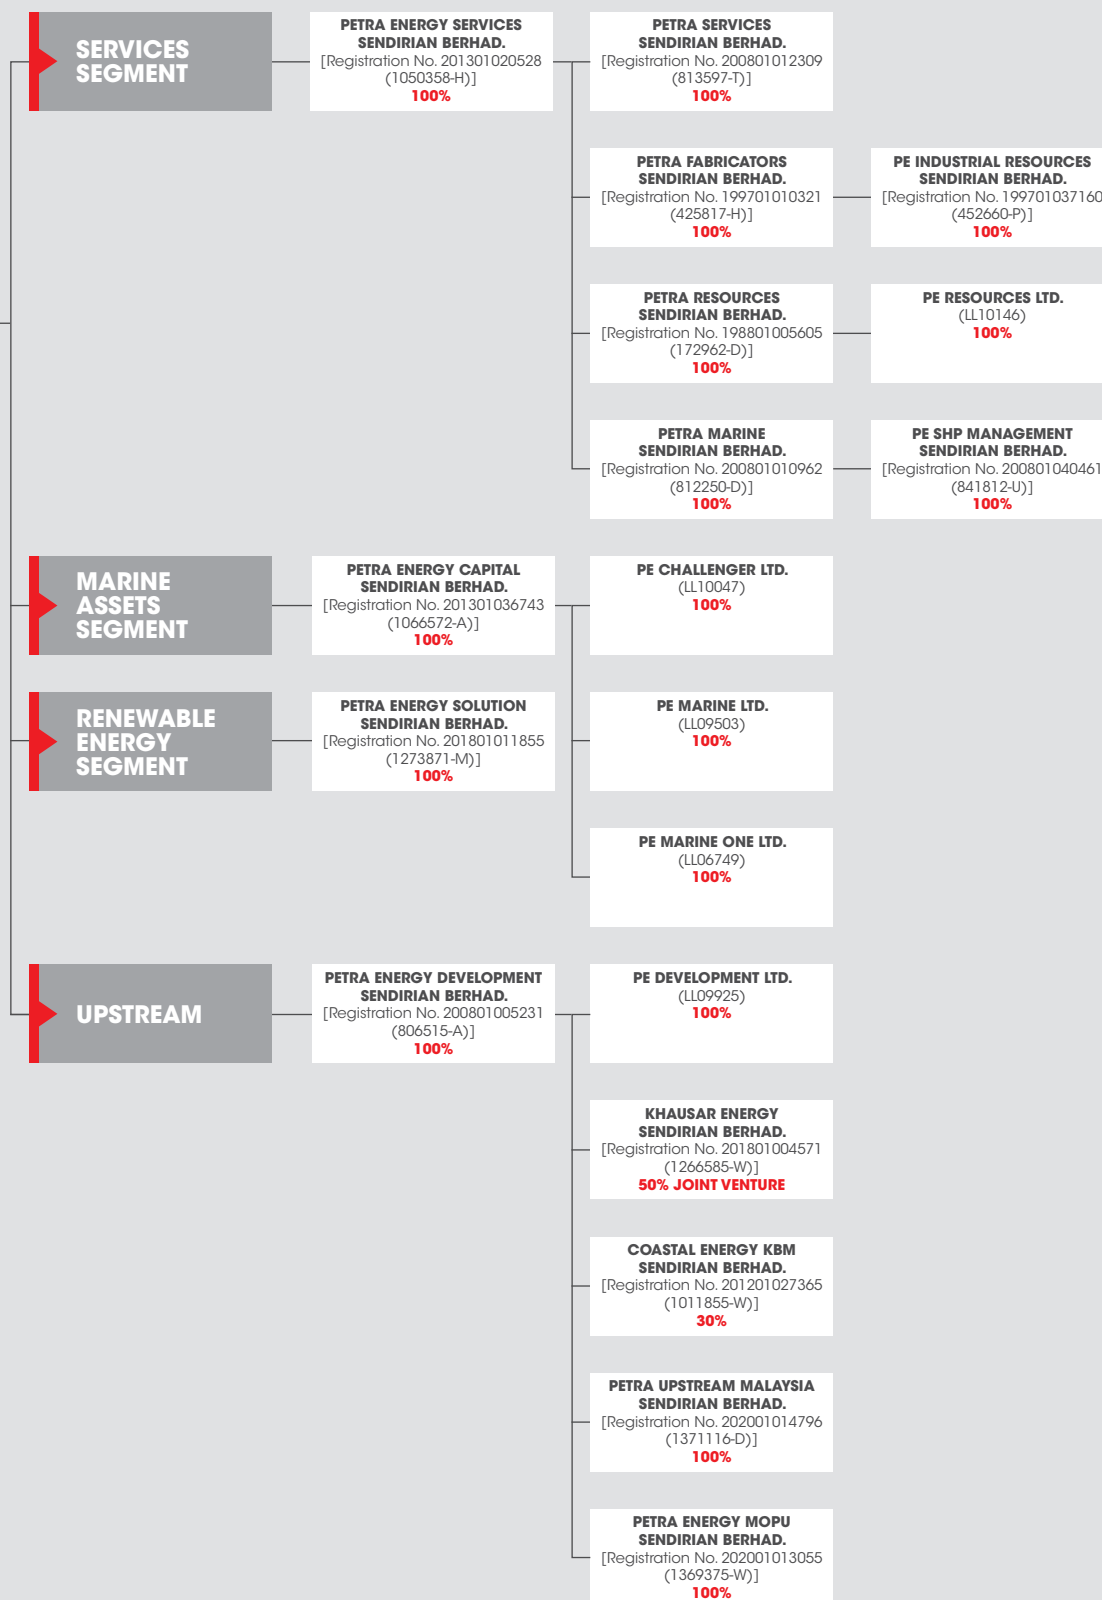 SERVICES
SEGMENT
PETRA ENERGY SERVICES
SENDIRIAN BERHAD.
[Registration No. 201301020528
(1050358-H)]
100%
PETRA SERVICES
SENDIRIAN BERHAD.
[Registration No. 200801012309
(813597-T)]
100%
PETRA FABRICATORS
SENDIRIAN BERHAD.
[Registration No. 199701010321
(425817-H)]
100%
PE INDUSTRIAL RESOURCES
SENDIRIAN BERHAD.
[Registration No. 199701037160
(452660-P)]
100%
PETRA RESOURCES
SENDIRIAN BERHAD.
[Registration No. 198801005605
(172962-D)]
100%
PE RESOURCES LTD.
(LL10146)
100%
PETRA MARINE
SENDIRIAN BERHAD.
[Registration No. 200801010962
(812250-D)]
100%
PE SHP MANAGEMENT
SENDIRIAN BERHAD.
[Registration No. 200801040461
(841812-U)]
100%
MARINE
ASSETS
SEGMENT
PETRA ENERGY CAPITAL
SENDIRIAN BERHAD.
[Registration No. 201301036743
(1066572-A)]
100%
PE CHALLENGER LTD.
(LL10047)
100%
RENEWABLE
ENERGY
SEGMENT
PETRA ENERGY SOLUTION
SENDIRIAN BERHAD.
[Registration No. 201801011855
(1273871-M)]
100%
PE MARINE LTD.
(LL09503)
100%
PE MARINE ONE LTD.
(LL06749)
100%
UPSTREAM
PETRA ENERGY DEVELOPMENT
SENDIRIAN BERHAD.
[Registration No. 200801005231
(806515-A)]
100%
PE DEVELOPMENT LTD.
(LL09925)
100%
KHAUSAR ENERGY
SENDIRIAN BERHAD.
[Registration No. 201801004571
(1266585-W)]
50% JOINT VENTURE
COASTAL ENERGY KBM
SENDIRIAN BERHAD.
[Registration No. 201201027365
(1011855-W)]
30%
PETRA UPSTREAM MALAYSIA
SENDIRIAN BERHAD.
[Registration No. 202001014796
(1371116-D)]
100%
PETRA ENERGY MOPU
SENDIRIAN BERHAD.
[Registration No. 202001013055
(1369375-W)]
100%